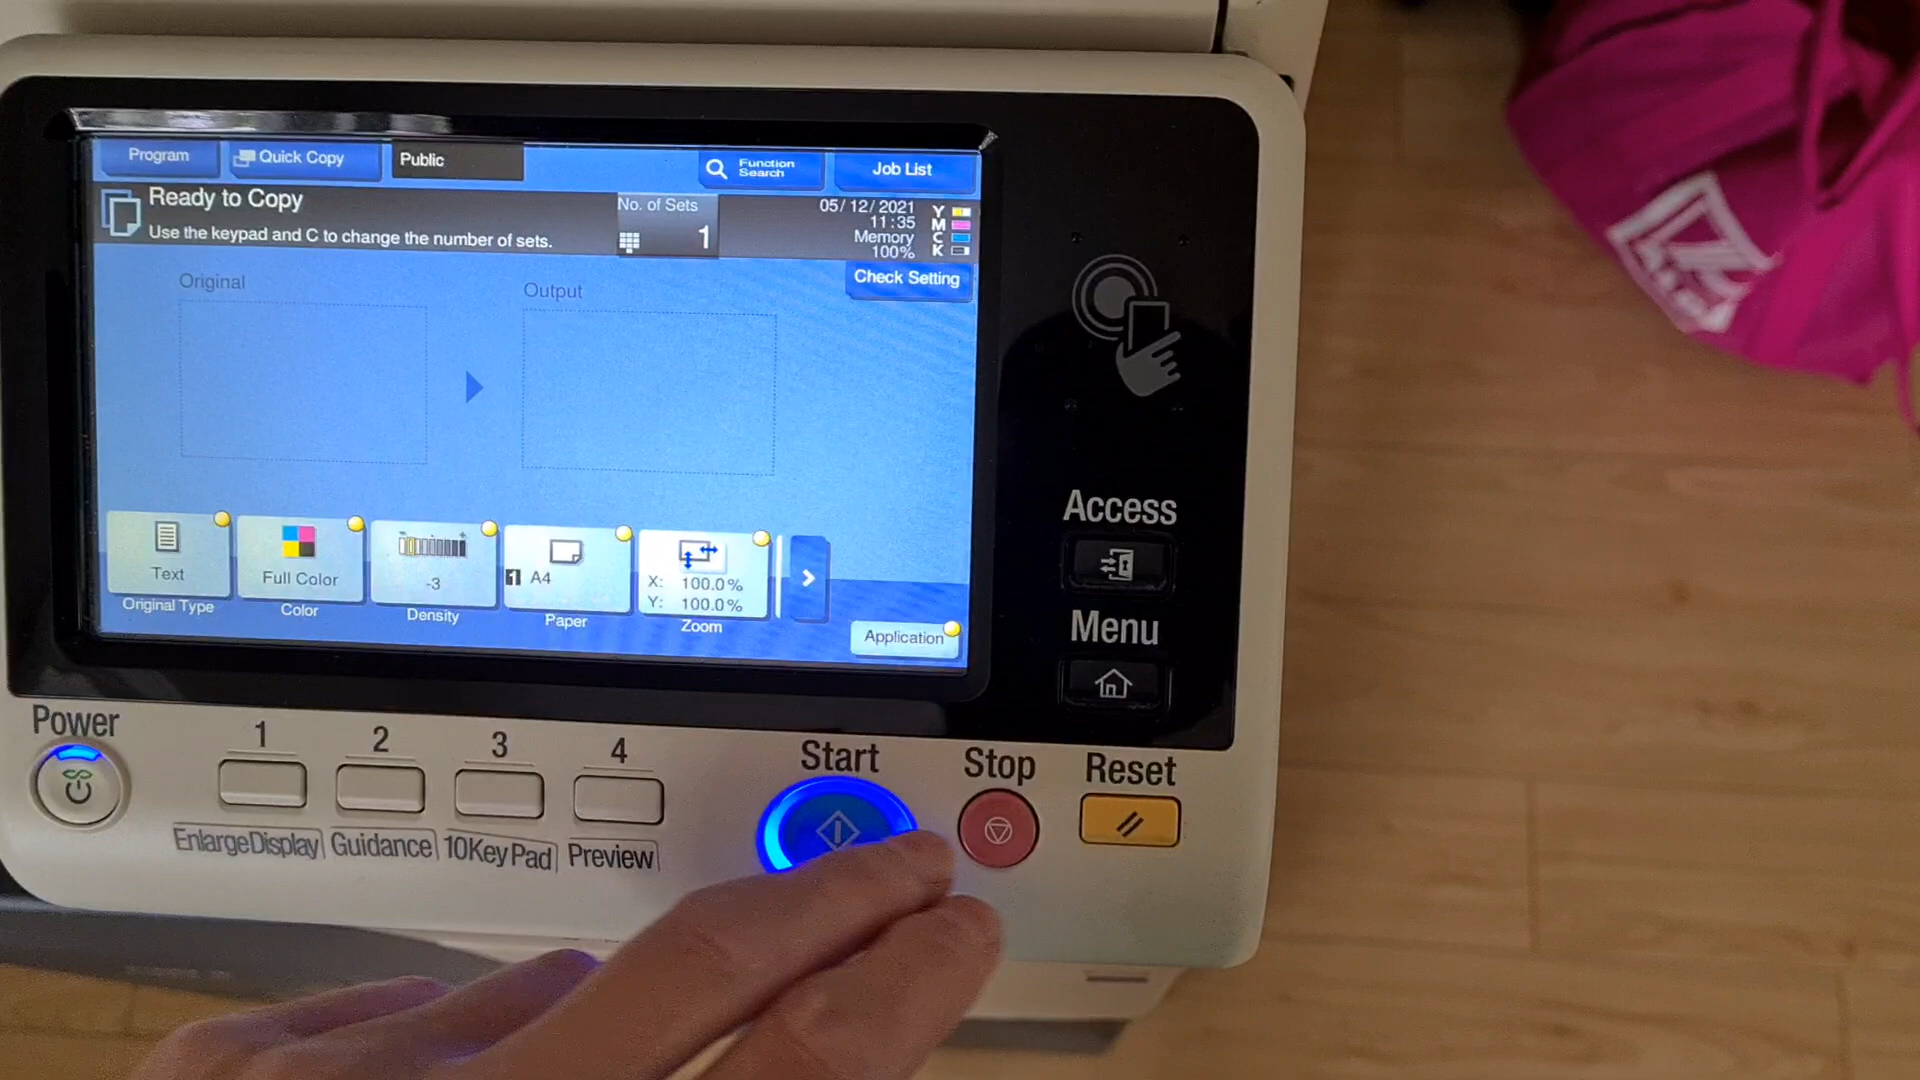 Program
Quick Copy
Public
Function
Search
Job List
Ready to Copy
Use the keypad and C to change the number of sets.
No. of Sets
1
05/12/2021
11:35
Memory
100%
Y
M
C
K
Check Setting
Original
Output
Text
Original Type
Full Color
Color
-3
Density
1 A4
Paper
X: 100.0%
Y: 100.0%
Zoom
Application
Access
Menu
Power
1
2
3
4
EnlargeDisplay
Guidance
10KeyPad
Preview
Start
Stop
Reset